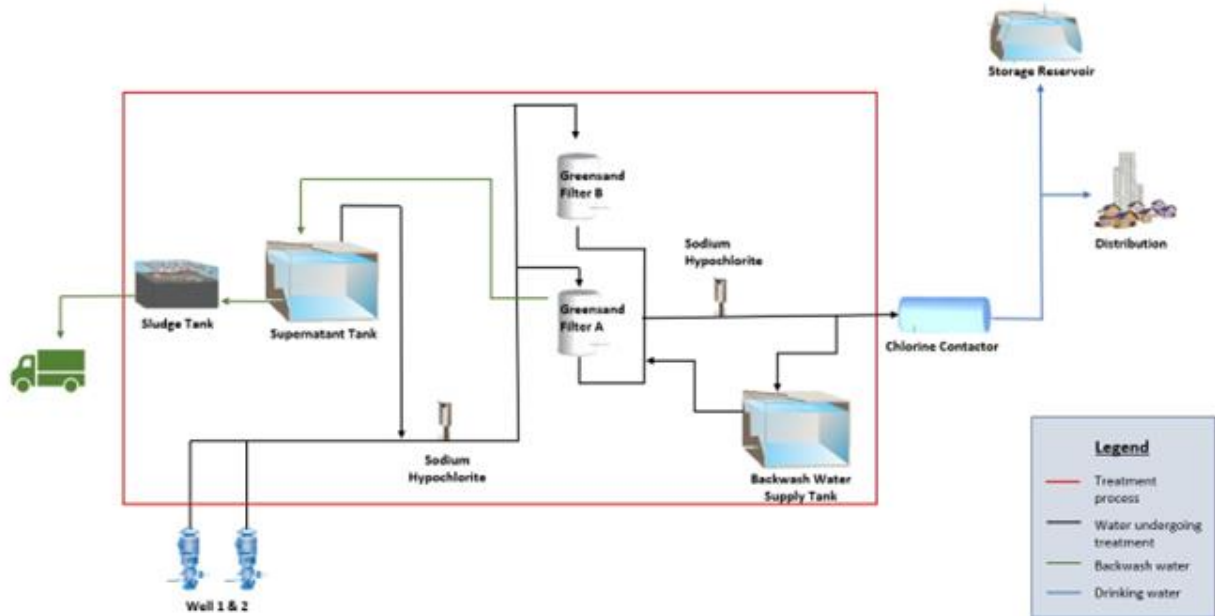 Storage Reservoir
Greensand
Filter B
Sodium
Hypochlorite
Distribution
Greensand
Filter A
Sludge Tank
Supernatant Tank
Chlorine Contactor
Sodium
Hypochlorite
Backwash Water
Supply Tank
Well 1 & 2
Legend
Treatment
process
Water undergoing
treatment
Backwash water
Drinking water